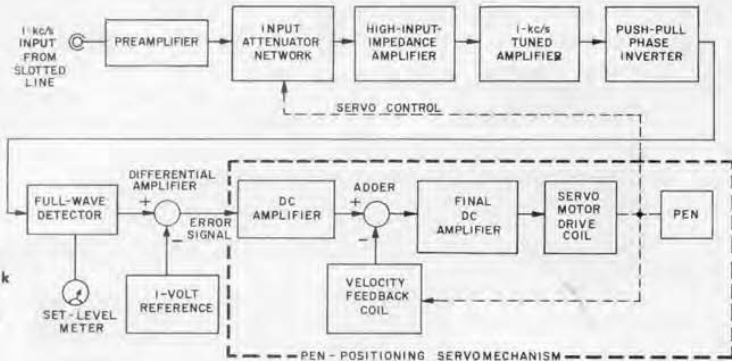 1-kc/s
INPUT
FROM
SLOTTED
LINE
PREAMPLIFIER
INPUT
ATTENUATOR
NETWORK
HIGH-INPUT-
IMPEDANCE
AMPLIFIER
1-kc/s
TUNED
AMPLIFIER
PUSH-PULL
PHASE
INVERTER
SERVO CONTROL
FULL-WAVE
DETECTOR
DIFFERENTIAL
AMPLIFIER
+
−
ERROR
SIGNAL
DC
AMPLIFIER
ADDER
+
−
FINAL
DC
AMPLIFIER
SERVO
MOTOR
DRIVE
COIL
PEN
k
SET-LEVEL
METER
1-VOLT
REFERENCE
VELOCITY
FEEDBACK
COIL
PEN-POSITIONING SERVOMECHANISM